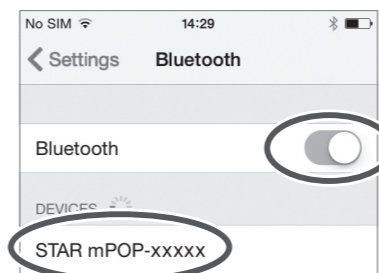 No SIM 14:29
Settings Bluetooth
Bluetooth
DEVICES
STAR mPOP-xxxxx